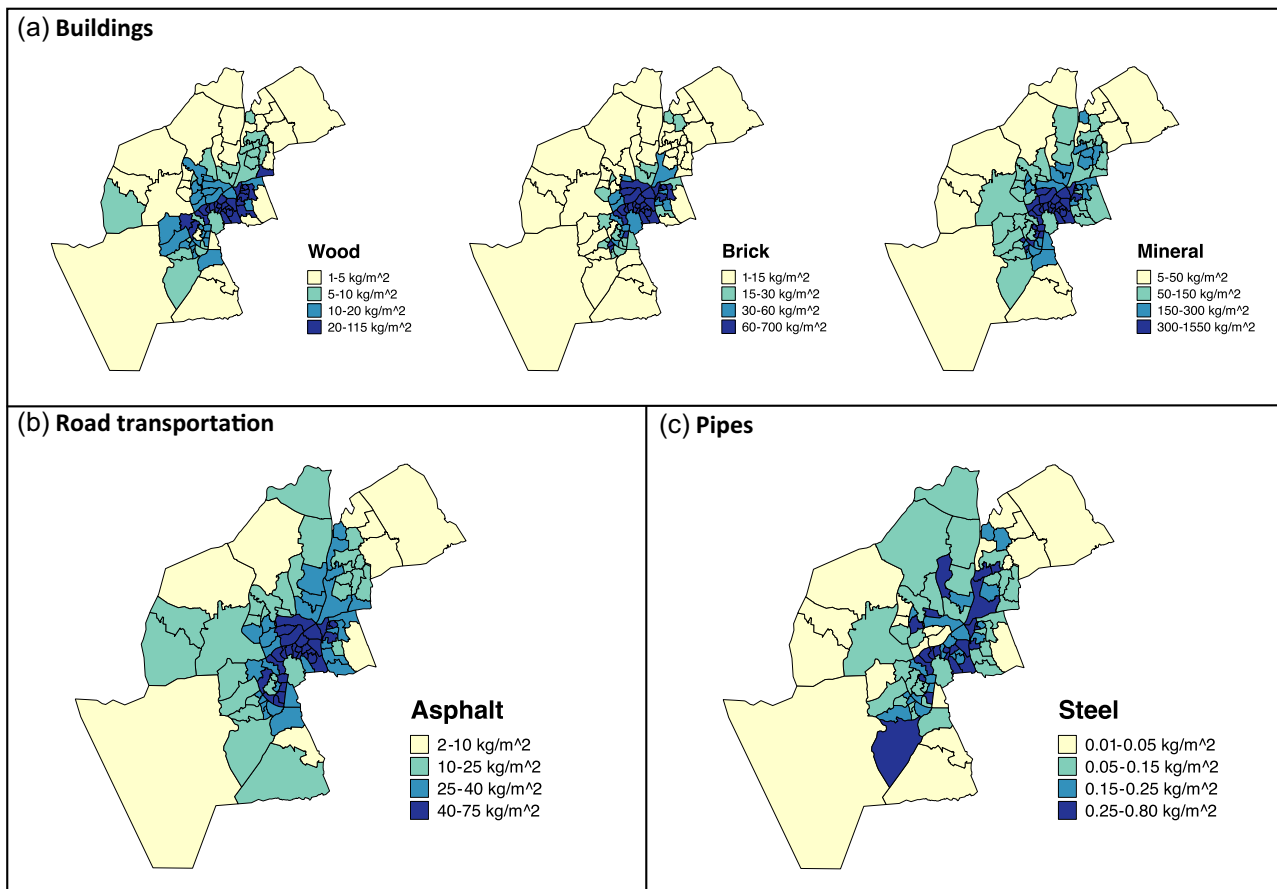 (a) Buildings
Wood
1-5 kg/m^2
5-10 kg/m^2
10-20 kg/m^2
20-115 kg/m^2
Brick
1-15 kg/m^2
15-30 kg/m^2
30-60 kg/m^2
60-700 kg/m^2
Mineral
5-50 kg/m^2
50-150 kg/m^2
150-300 kg/m^2
300-1550 kg/m^2
(b) Road transportation
Asphalt
2-10 kg/m^2
10-25 kg/m^2
25-40 kg/m^2
40-75 kg/m^2
(c) Pipes
Steel
0.01-0.05 kg/m^2
0.05-0.15 kg/m^2
0.15-0.25 kg/m^2
0.25-0.80 kg/m^2